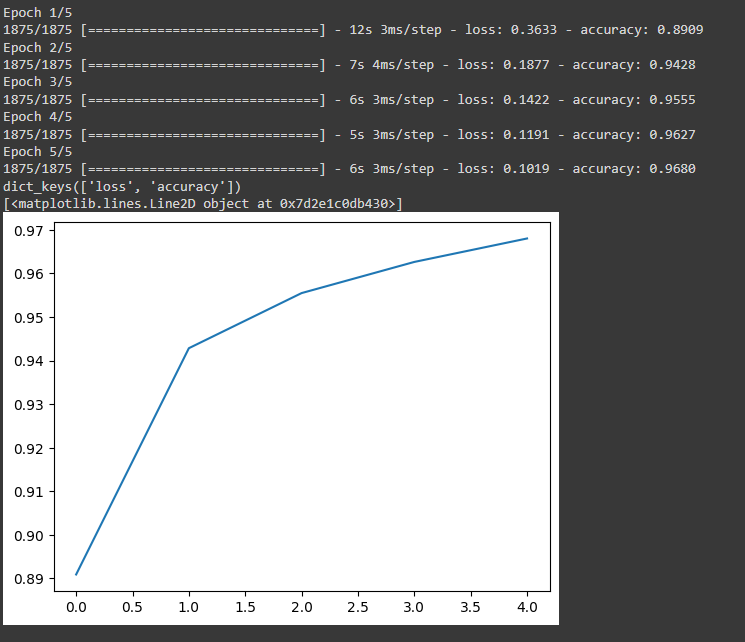 Epoch 1/5
1875/1875 [==============================] - 12s 3ms/step - loss: 0.3633 - accuracy: 0.8909
Epoch 2/5
1875/1875 [==============================] - 7s 4ms/step - loss: 0.1877 - accuracy: 0.9428
Epoch 3/5
1875/1875 [==============================] - 6s 3ms/step - loss: 0.1422 - accuracy: 0.9555
Epoch 4/5
1875/1875 [==============================] - 5s 3ms/step - loss: 0.1191 - accuracy: 0.9627
Epoch 5/5
1875/1875 [==============================] - 6s 3ms/step - loss: 0.1019 - accuracy: 0.9680
dict_keys(['loss', 'accuracy'])
[<matplotlib.lines.Line2D object at 0x7d2e1c0db430>]
0.97
0.96
0.95
0.94
0.93
0.92
0.91
0.90
0.89
0.0 0.5 1.0 1.5 2.0 2.5 3.0 3.5 4.0